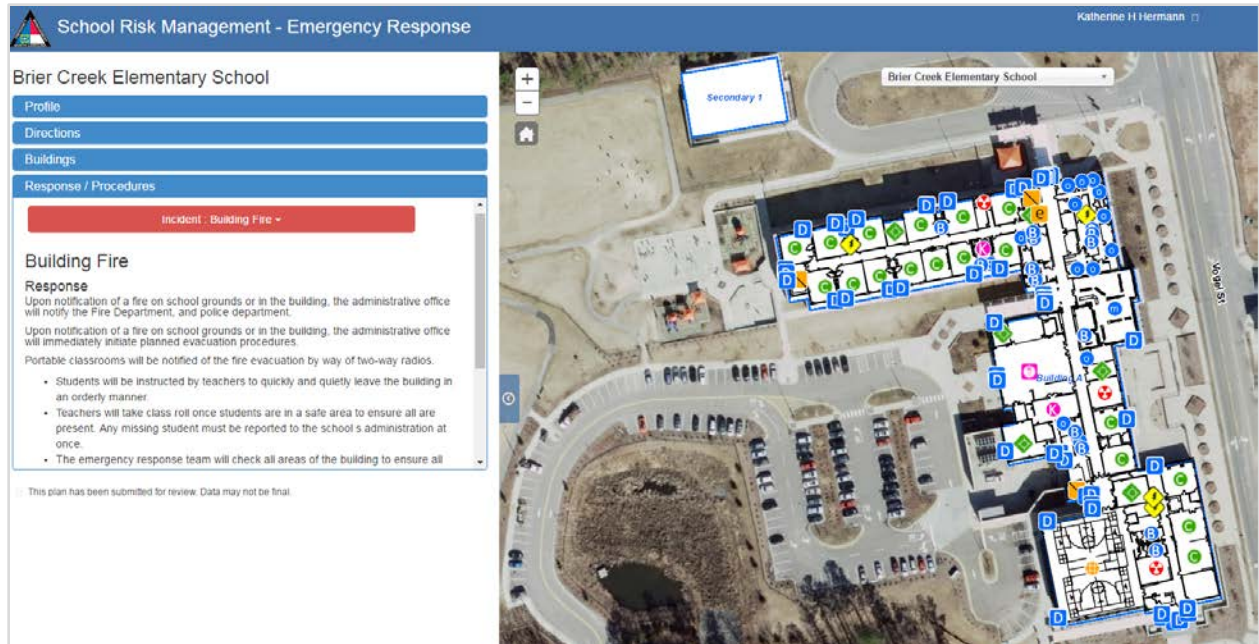 School Risk Management - Emergency Response
Katherine H Hermann
Brier Creek Elementary School
Profile
Directions
Buildings
Response / Procedures
Incident : Building Fire
Building Fire
Response
Upon notification of a fire on school grounds or in the building, the administrative office
will notify the Fire Department, and police department.
Upon notification of a fire on school grounds or in the building, the administrative office
will immediately initiate planned evacuation procedures.
Portable classrooms will be notified of the fire evacuation by way of two-way radios.
Students will be instructed by teachers to quickly and quietly leave the building in
an orderly manner.
Teachers will take class roll once students are in a safe area to ensure all are
present. Any missing student must be reported to the school s administration at
once.
The emergency response team will check all areas of the building to ensure all
This plan has been submitted for review. Data may not be final.
Brier Creek Elementary School
Secondary 1
Building A